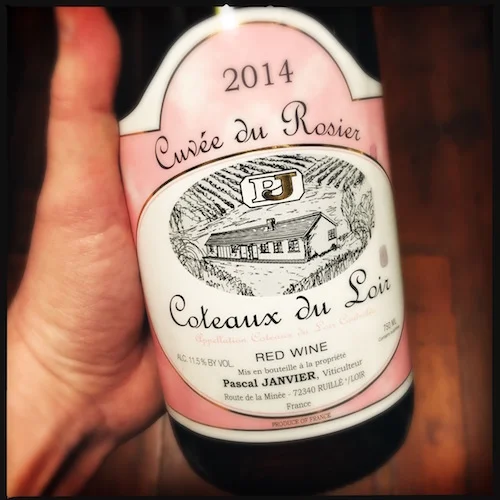 2014
Cuvée du Rosier
PJ
Coteaux du Loir
Appellation Coteaux du Loir Contrôlée
750 ML
ALC. 11.5% BY VOL
RED WINE
Mis en bouteille à la propriété
Pascal JANVIER, Viticulteur
Route de la Minée - 72340 RUILLE s/LOIR
France
PRODUCE OF FRANCE